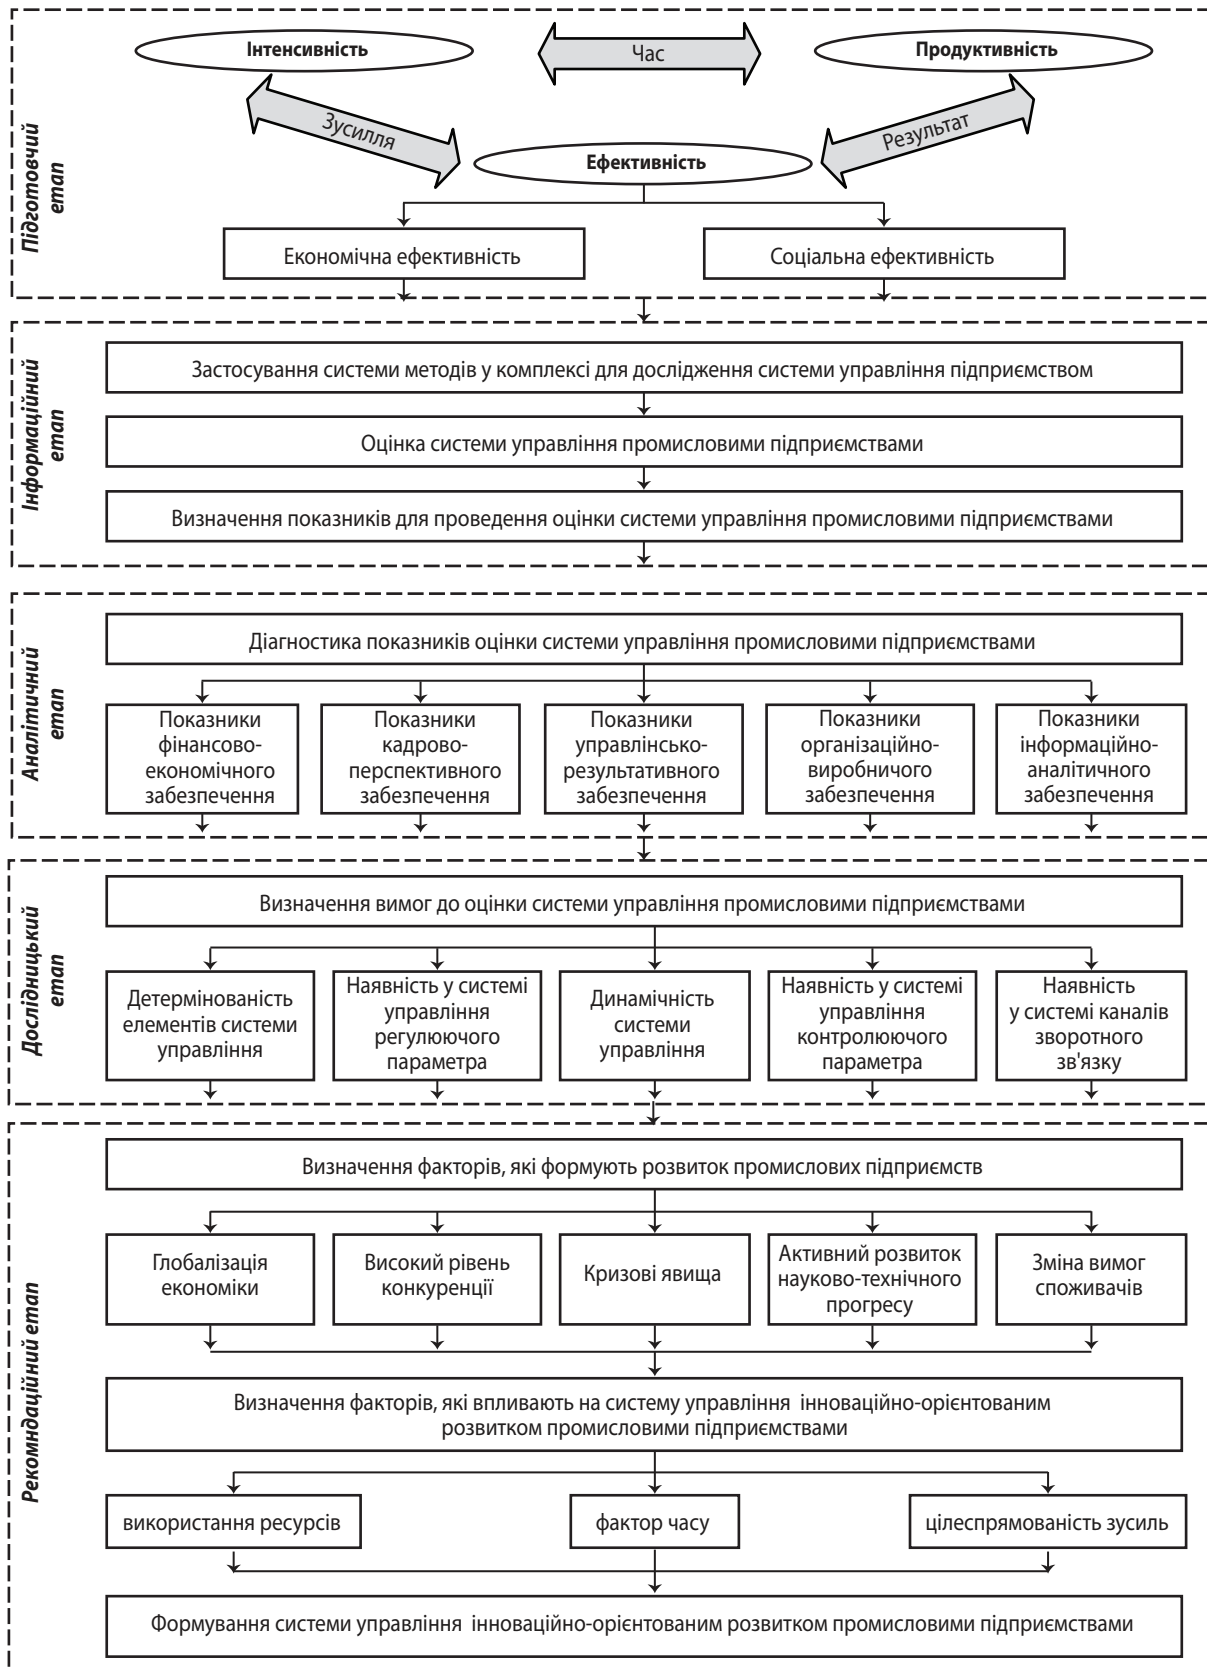 Підготовчий
етап
Інтенсивність
Час
Продуктивність
Зусилля
Результат
Ефективність
Економічна ефективність
Соціальна ефективність
Інформаційний
етап
Застосування системи методів у комплексі для дослідження системи управління підприємством
Оцінка системи управління промисловими підприємствами
Визначення показників для проведення оцінки системи управління промисловими підприємствами
Аналітичний
етап
Діагностика показників оцінки системи управління промисловими підприємствами
Показники
фінансово-
економічного
забезпечення
Показники
кадрово-
перспективного
забезпечення
Показники
управлінсько-
результативного
забезпечення
Показники
організаційно-
виробничого
забезпечення
Показники
інформаційно-
аналітичного
забезпечення
Дослідницький
етап
Визначення вимог до оцінки системи управління промисловими підприємствами
Детермінованість
елементів системи
управління
Наявність у системі
управління
регулюючого
параметра
Динамічність
системи
управління
Наявність у системі
управління
контролюючого
параметра
Наявність
у системі каналів
зворотного
зв'язку
Рекомндаційний етап
Визначення факторів, які формують розвиток промислових підприємств
Глобалізація
економіки
Високий рівень
конкуренції
Кризові явища
Активний розвиток
науково-технічного
прогресу
Зміна вимог
споживачів
Визначення факторів, які впливають на систему управління інноваційно-орієнтованим
розвитком промисловими підприємствами
використання ресурсів
фактор часу
цілеспрямованість зусиль
Формування системи управління інноваційно-орієнтованим розвитком промисловими підприємствами